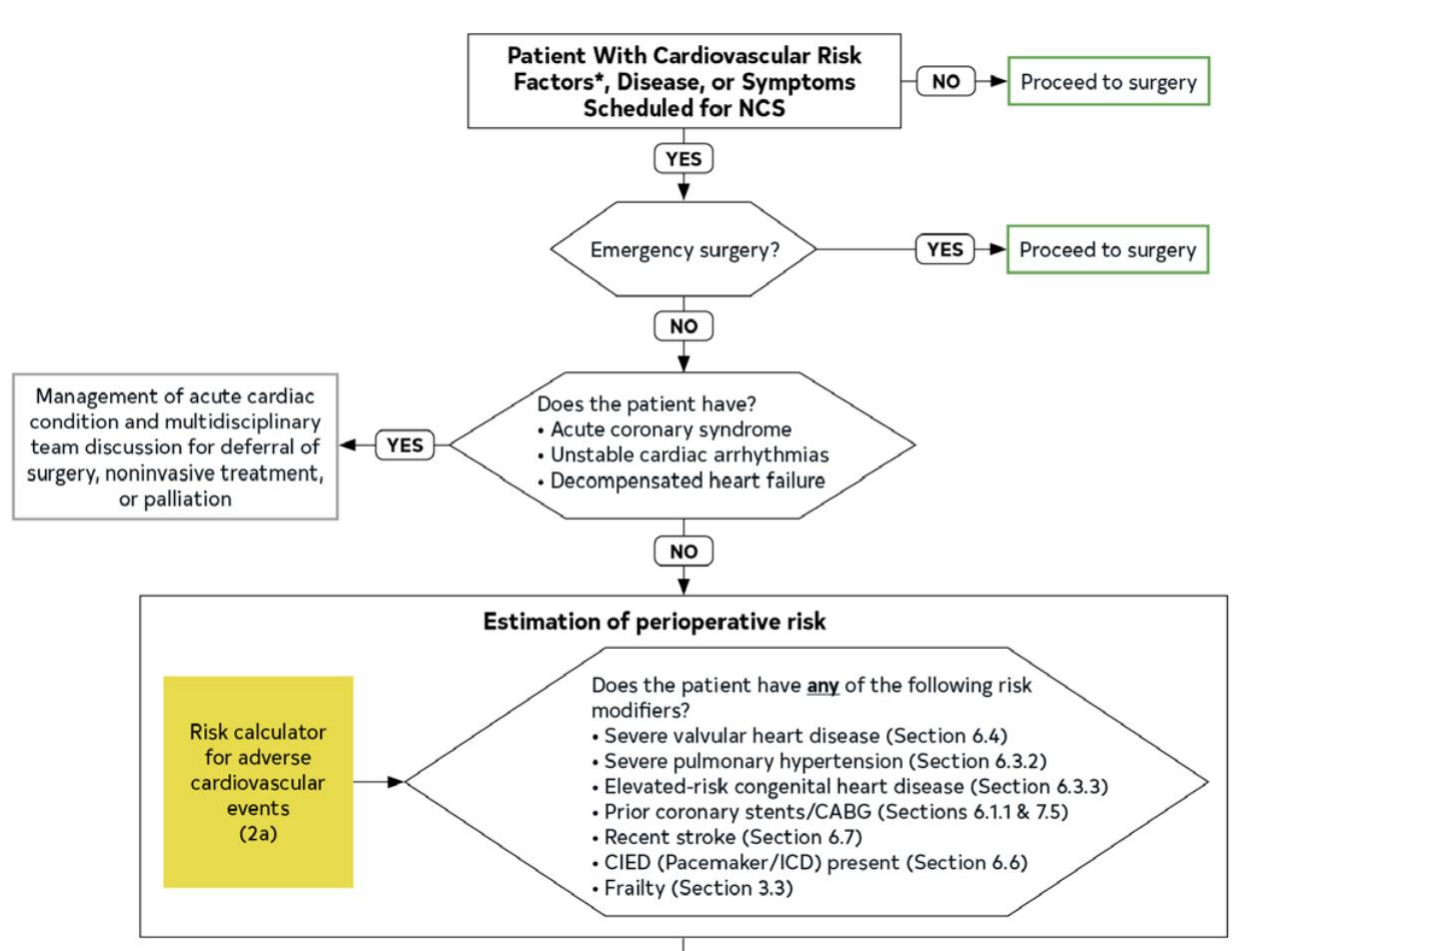 Patient With Cardiovascular Risk
Factors*, Disease, or Symptoms
Scheduled for NCS
NO
Proceed to surgery
YES
Emergency surgery?
YES
Proceed to surgery
NO
Does the patient have?
• Acute coronary syndrome
• Unstable cardiac arrhythmias
• Decompensated heart failure
YES
Management of acute cardiac
condition and multidisciplinary
team discussion for deferral of
surgery, noninvasive treatment,
or palliation
NO
Estimation of perioperative risk
Risk calculator
for adverse
cardiovascular
events
(2a)
Does the patient have any of the following risk
modifiers?
• Severe valvular heart disease (Section 6.4)
• Severe pulmonary hypertension (Section 6.3.2)
• Elevated-risk congenital heart disease (Section 6.3.3)
• Prior coronary stents/CABG (Sections 6.1.1 & 7.5)
• Recent stroke (Section 6.7)
• CIED (Pacemaker/ICD) present (Section 6.6)
• Frailty (Section 3.3)